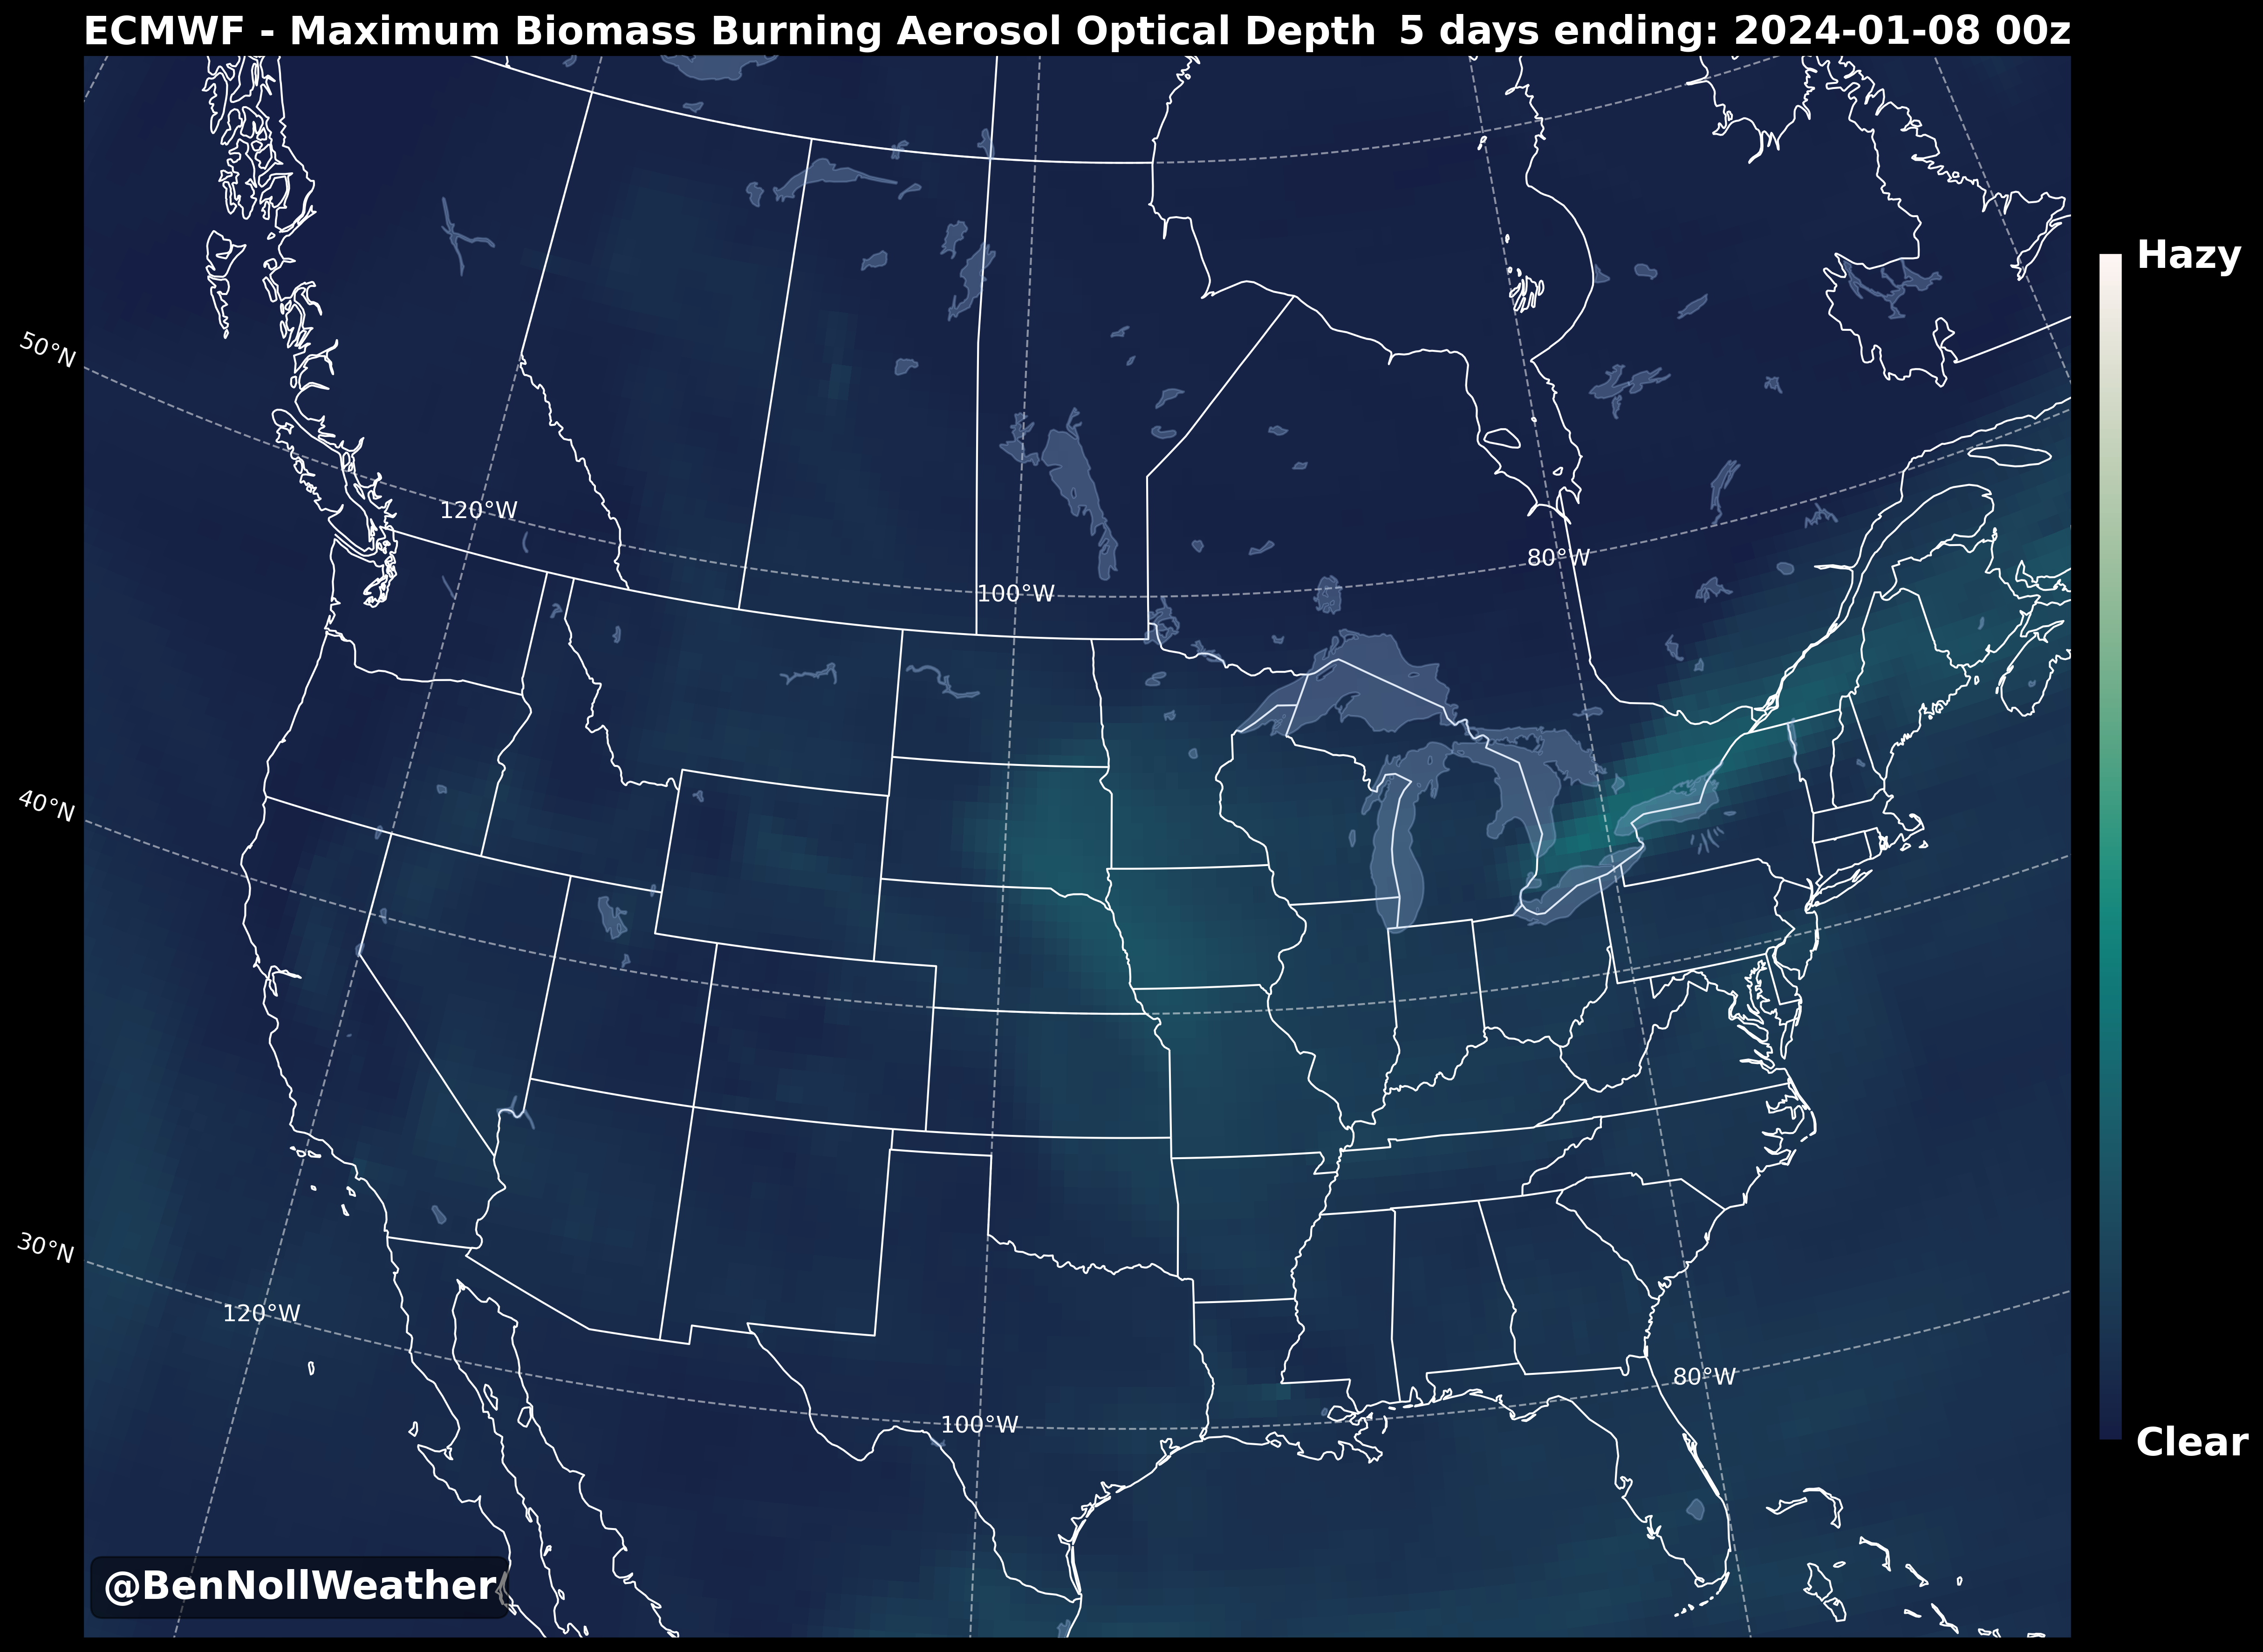 ECMWF - Maximum Biomass Burning Aerosol Optical Depth 5 days ending: 2024-01-08 00z
Hazy
50°N
120°W
80°W
100°W
40°N
30°N
120°W
80°W
100°W
Clear
@BenNollWeather